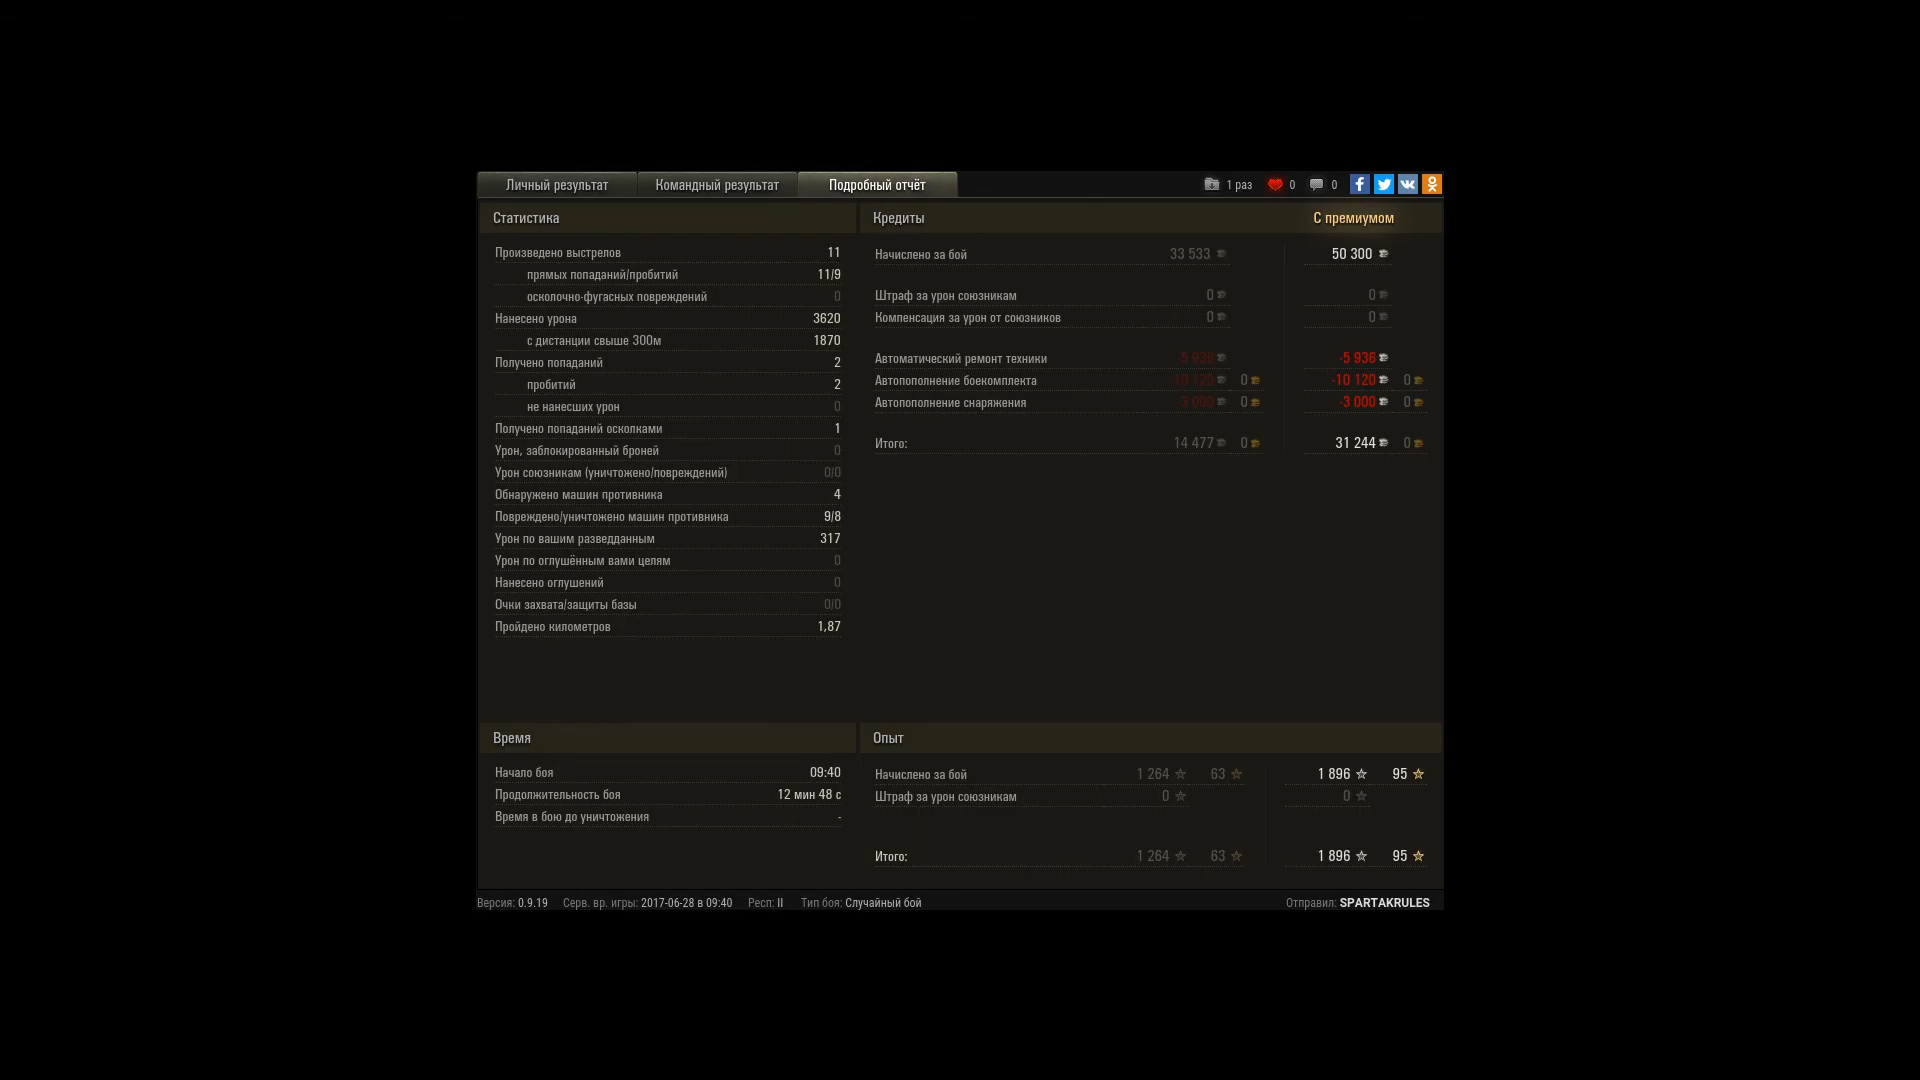 Личный результат Командный результат Подробный отчёт 1 раз 0 0
Статистика
Произведено выстрелов 11
прямых попаданий/пробитий 11/9
осколочно-фугасных повреждений 0
Нанесено урона 3620
с дистанции свыше 300м 1870
Получено попаданий 2
пробитий 2
не нанесших урон 0
Получено попаданий осколками 1
Урон, заблокированный броней 0
Урон союзникам (уничтожено/повреждений) 0/0
Обнаружено машин противника 4
Повреждено/уничтожено машин противника 9/8
Урон по вашим разведданным 317
Урон по оглушённым вами целям 0
Нанесено оглушений 0
Очки захвата/защиты базы 0/0
Пройдено километров 1,87
Кредиты С премиумом
Начислено за бой 33 533 50 300
Штраф за урон союзникам 0 0
Компенсация за урон от союзников 0 0
Автоматический ремонт техники -5 936 -5 936
Автопополнение боекомплекта -10 120 0 -10 120 0
Автопополнение снаряжения -3 000 0 -3 000 0
Итого: 14 477 0 31 244 0
Время
Начало боя 09:40
Продолжительность боя 12 мин 48 с
Время в бою до уничтожения -
Опыт
Начислено за бой 1 264 63 1 896 95
Штраф за урон союзникам 0 0
Итого: 1 264 63 1 896 95
Версия: 0.9.19 Серв. вр. игры: 2017-06-28 в 09:40 Респ: II Тип боя: Случайный бой Отправил: SPARTAKRULES